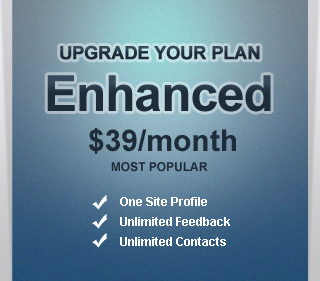 UPGRADE YOUR PLAN
Enhanced
$39/month
MOST POPULAR
One Site Profile
Unlimited Feedback
Unlimited Contacts